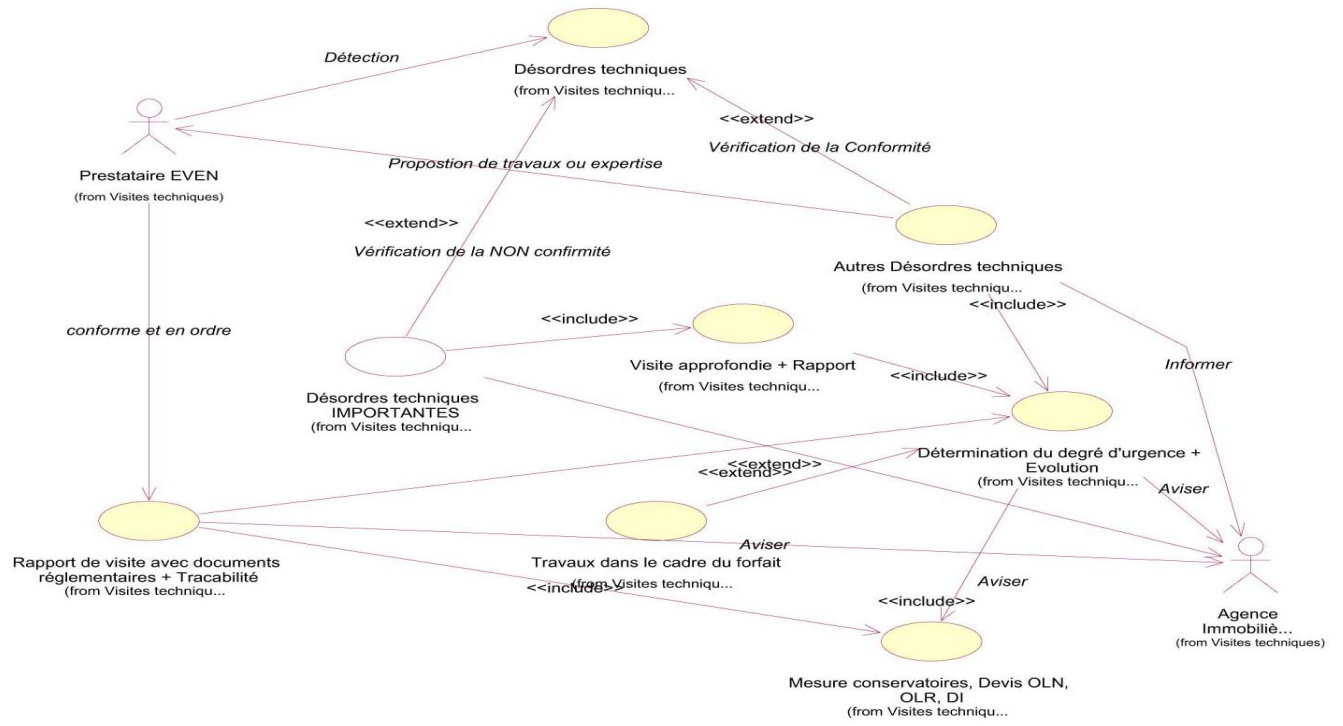 Détection
Désordres techniques
(from Visites techniqu...
<<extend>>
Vérification de la Conformité
Propostion de travaux ou expertise
Prestataire EVEN
(from Visites techniques)
<<extend>>
Vérification de la NON confirmité
Autres Désordres techniques
(from Visites techniqu...
<<include>>
conforme et en ordre
<<include>>
Visite approfondie + Rapport
(from Visites techniqu...
<<include>>
Informer
Désordres techniques
IMPORTANTES
(from Visites techniqu...
Détermination du degré d'urgence +
Evolution
(from Visites techniqu...
<<extend>>
<<extend>>
Aviser
Rapport de visite avec documents
réglementaires + Tracabilité
(from Visites techniqu...
Aviser
Travaux dans le cadre du forfait
(from Visites techniqu...
<<include>>
Aviser
<<include>>
Agence
Immobiliè...
(from Visites techniques)
Mesure conservatoires, Devis OLN,
OLR, DI
(from Visites techniqu...